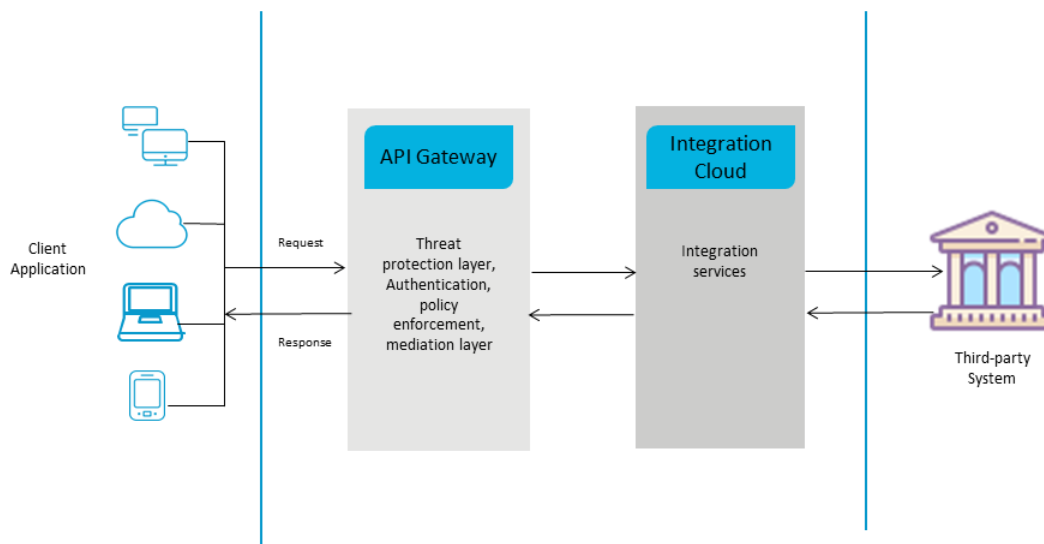 Client
Application
Request
Response
API Gateway
Threat
protection layer,
Authentication,
policy
enforcement,
mediation layer
Integration
Cloud
Integration
services
Third-party
System